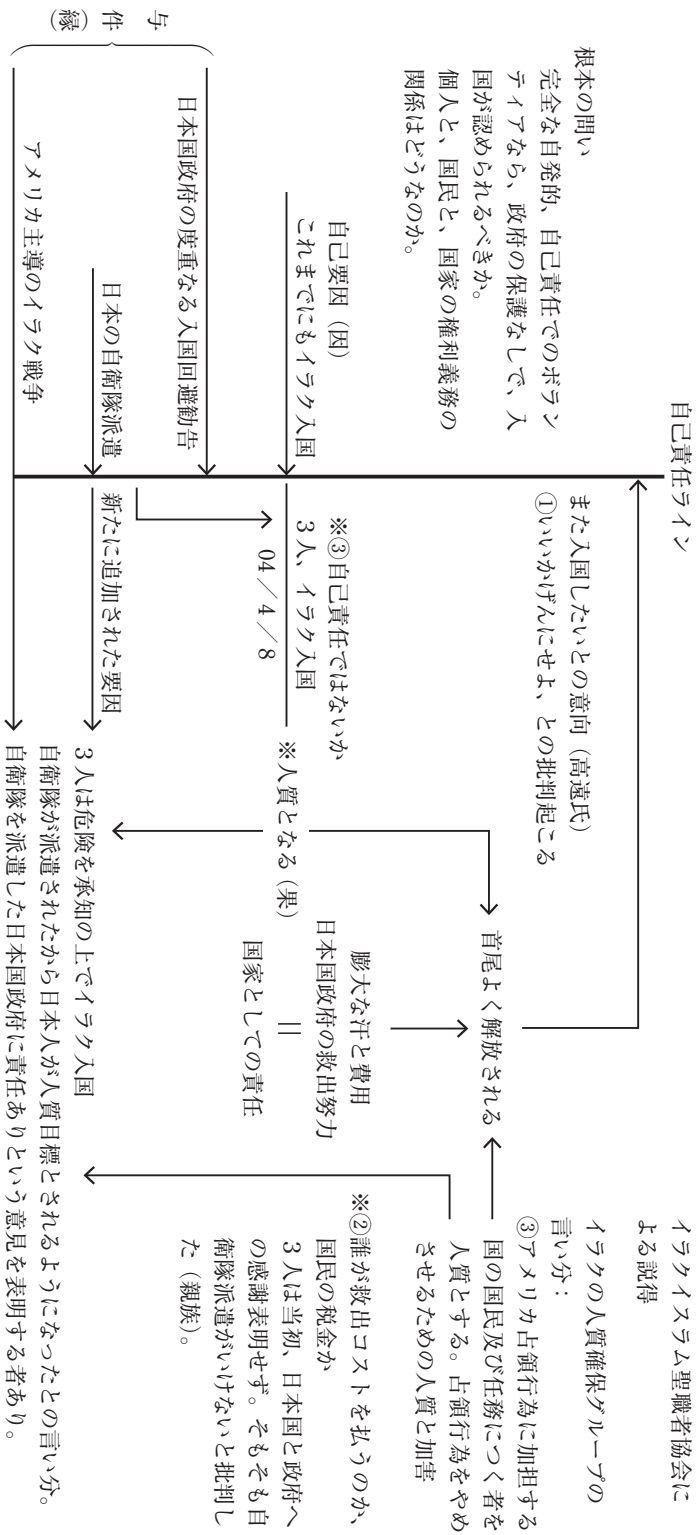 自己責任ライン
根本の問い
完全な自発的、自己責任でのボラン
ティアなら、政府の保護なしで、入
国が認められるべきか。
個人と、国民と、国家の権利義務の
関係はどうなのか。
自己要因（因）
これまでにもイラク入国
日本国政府の度重なる入国回避勧告
日本の自衛隊派遣
アメリカ主導のイラク戦争
与件（縁）
また入国したいとの意向（高遠氏）
①いいかげんにせよ、との批判起こる
※③自己責任ではないか
3人、イラク入国
04／4／8
新たに追加された要因
※人質となる（果）
首尾よく解放される
膨大な汗と費用
日本国政府の救出努力
＝
国家としての責任
3人は危険を承知の上でイラク入国
自衛隊が派遣されたから日本人が人質目標とされるようになったとの言い分。
自衛隊を派遣した日本国政府に責任ありという意見を表明する者あり。
イラクイスラム聖職者協会に
よる説得
イラクの人質確保グループの
言い分：
③アメリカ占領行為に加担する
国の国民及び任務につく者を
人質とする。占領行為をやめ
させるための人質と加害
※②誰が救出コストを払うのか、
国民の税金か
3人は当初、日本国と政府へ
の感謝表明せず。そもそも自
衛隊派遣がいけないと批判し
た（親族）。